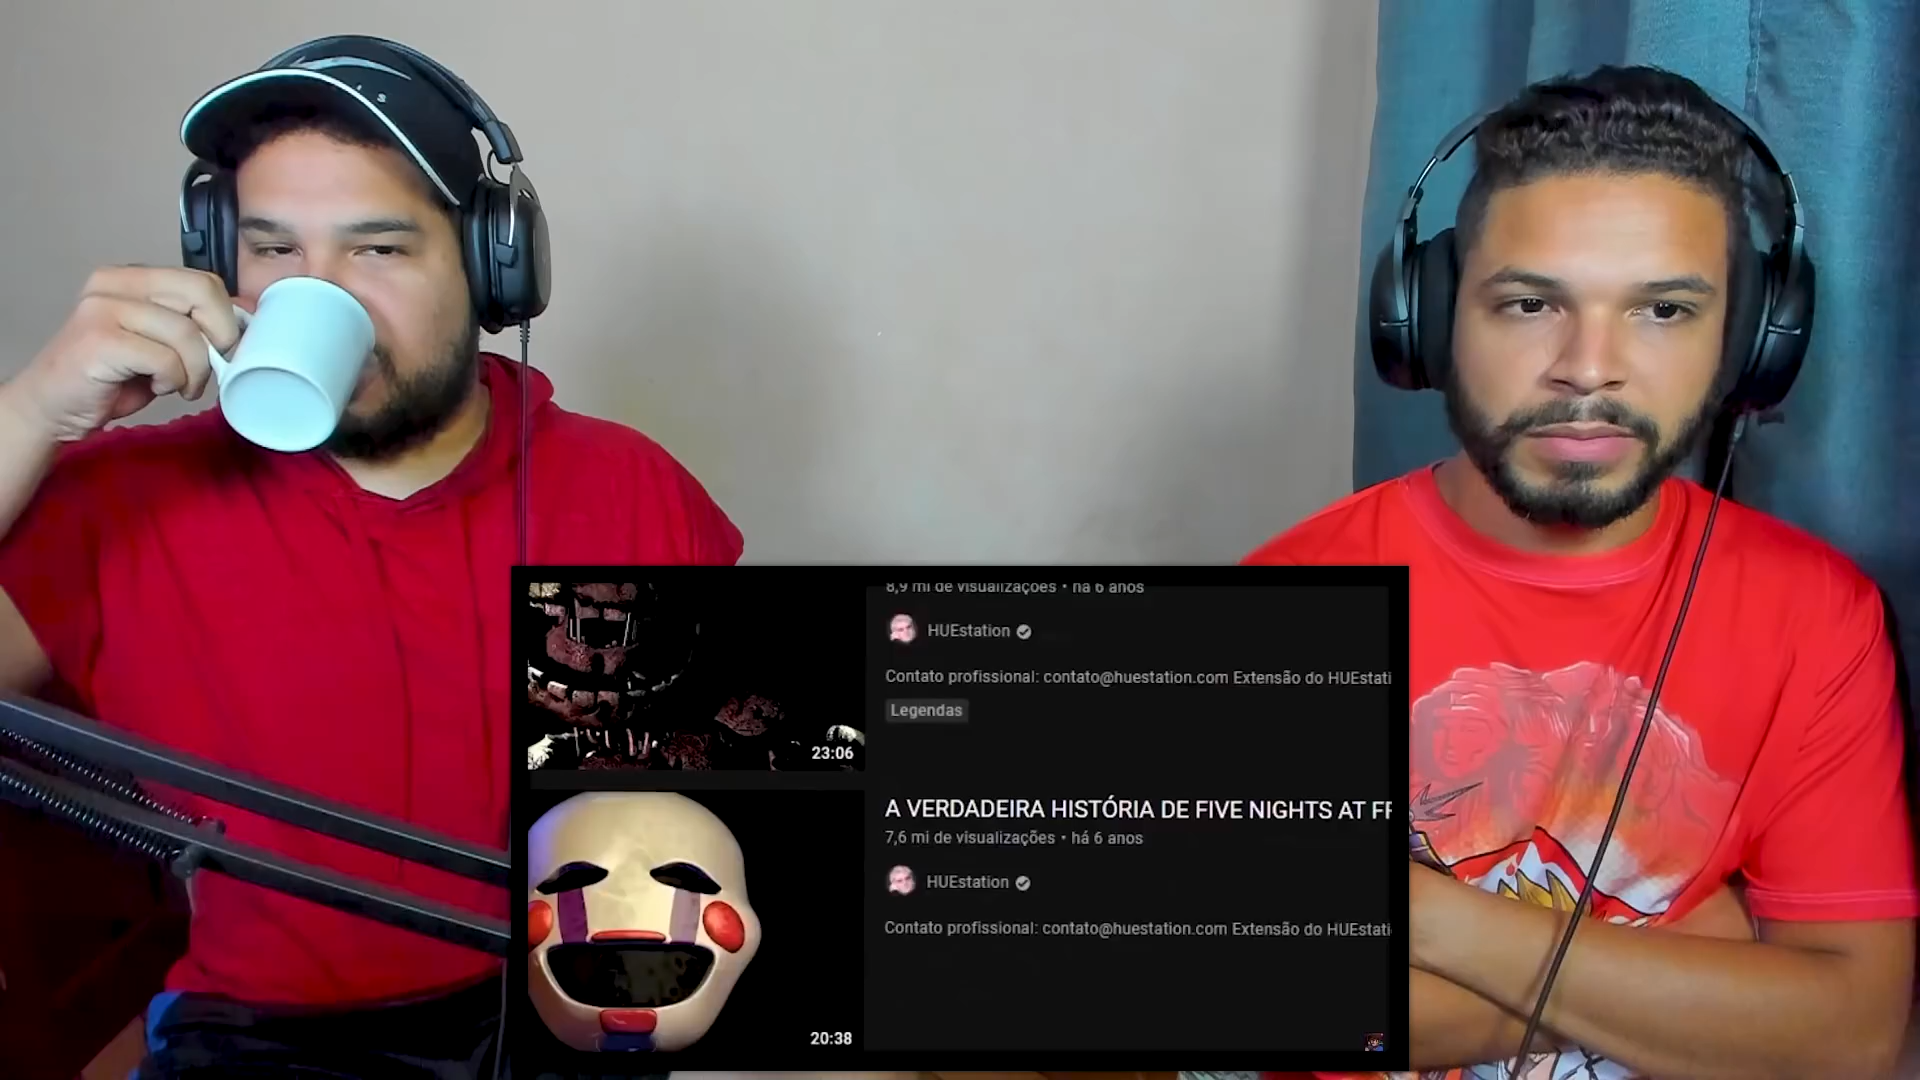 8,9 mi de visualizações • há 6 anos
HUEstation
Contato profissional: contato@huestation.com Extensão do HUEstati
Legendas
23:06
A VERDADEIRA HISTÓRIA DE FIVE NIGHTS AT FR
7,6 mi de visualizações • há 6 anos
HUEstation
Contato profissional: contato@huestation.com Extensão do HUEstati
20:38